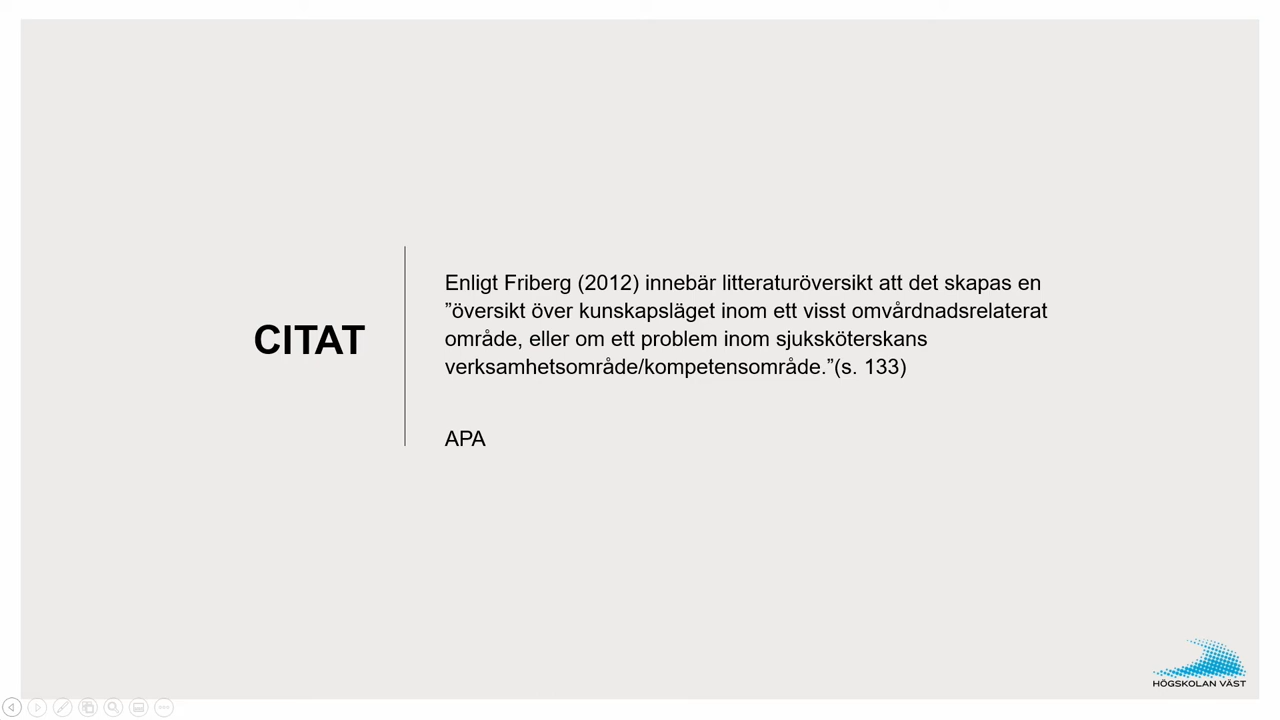 CITAT
Enligt Friberg (2012) innebär litteraturöversikt att det skapas en
”översikt över kunskapsläget inom ett visst omvårdnadsrelaterat
område, eller om ett problem inom sjuksköterskans
verksamhetsområde/kompetensområde.”(s. 133)
APA
HÖGSKOLAN VÄST